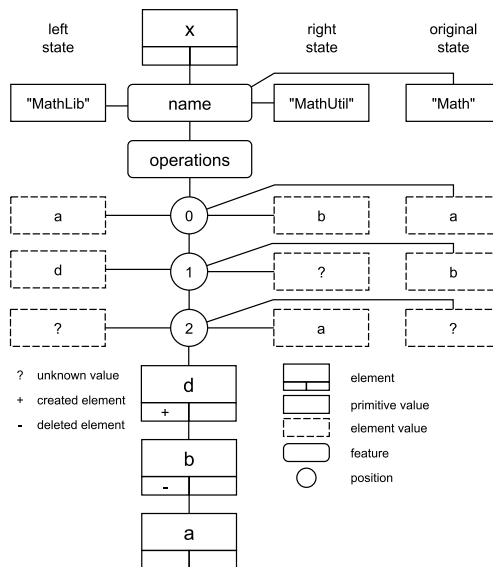 left state
x
right state
original state
"MathLib"
name
"MathUtil"
"Math"
operations
a
0
b
a
d
1
?
b
?
2
a
?
? unknown value
+ created element
- deleted element
d
+
b
-
a
element
primitive value
element value
feature
position